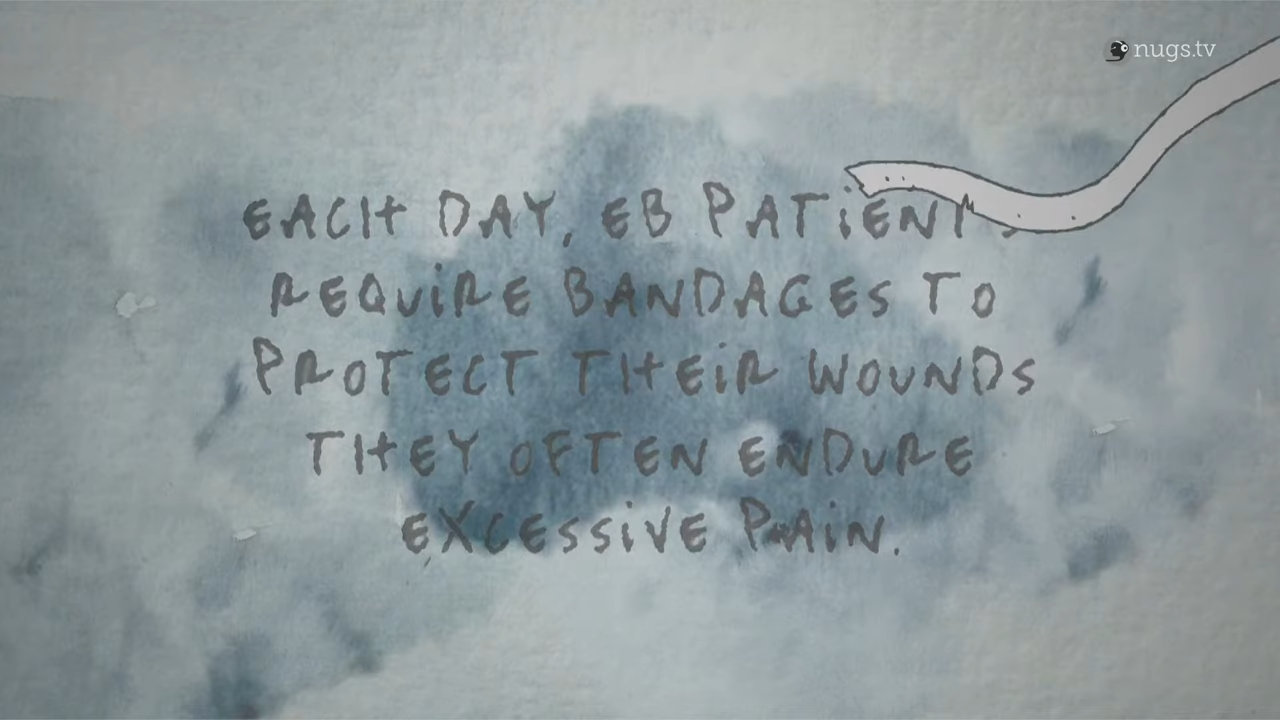 nugs.tv
EACH DAY, EB PATIENTS
REQUiRE BANDAGES TO
PROTECT THEiR WOUNDS
THEY OFTEN ENDURE
EXCESSiVE PAiN.